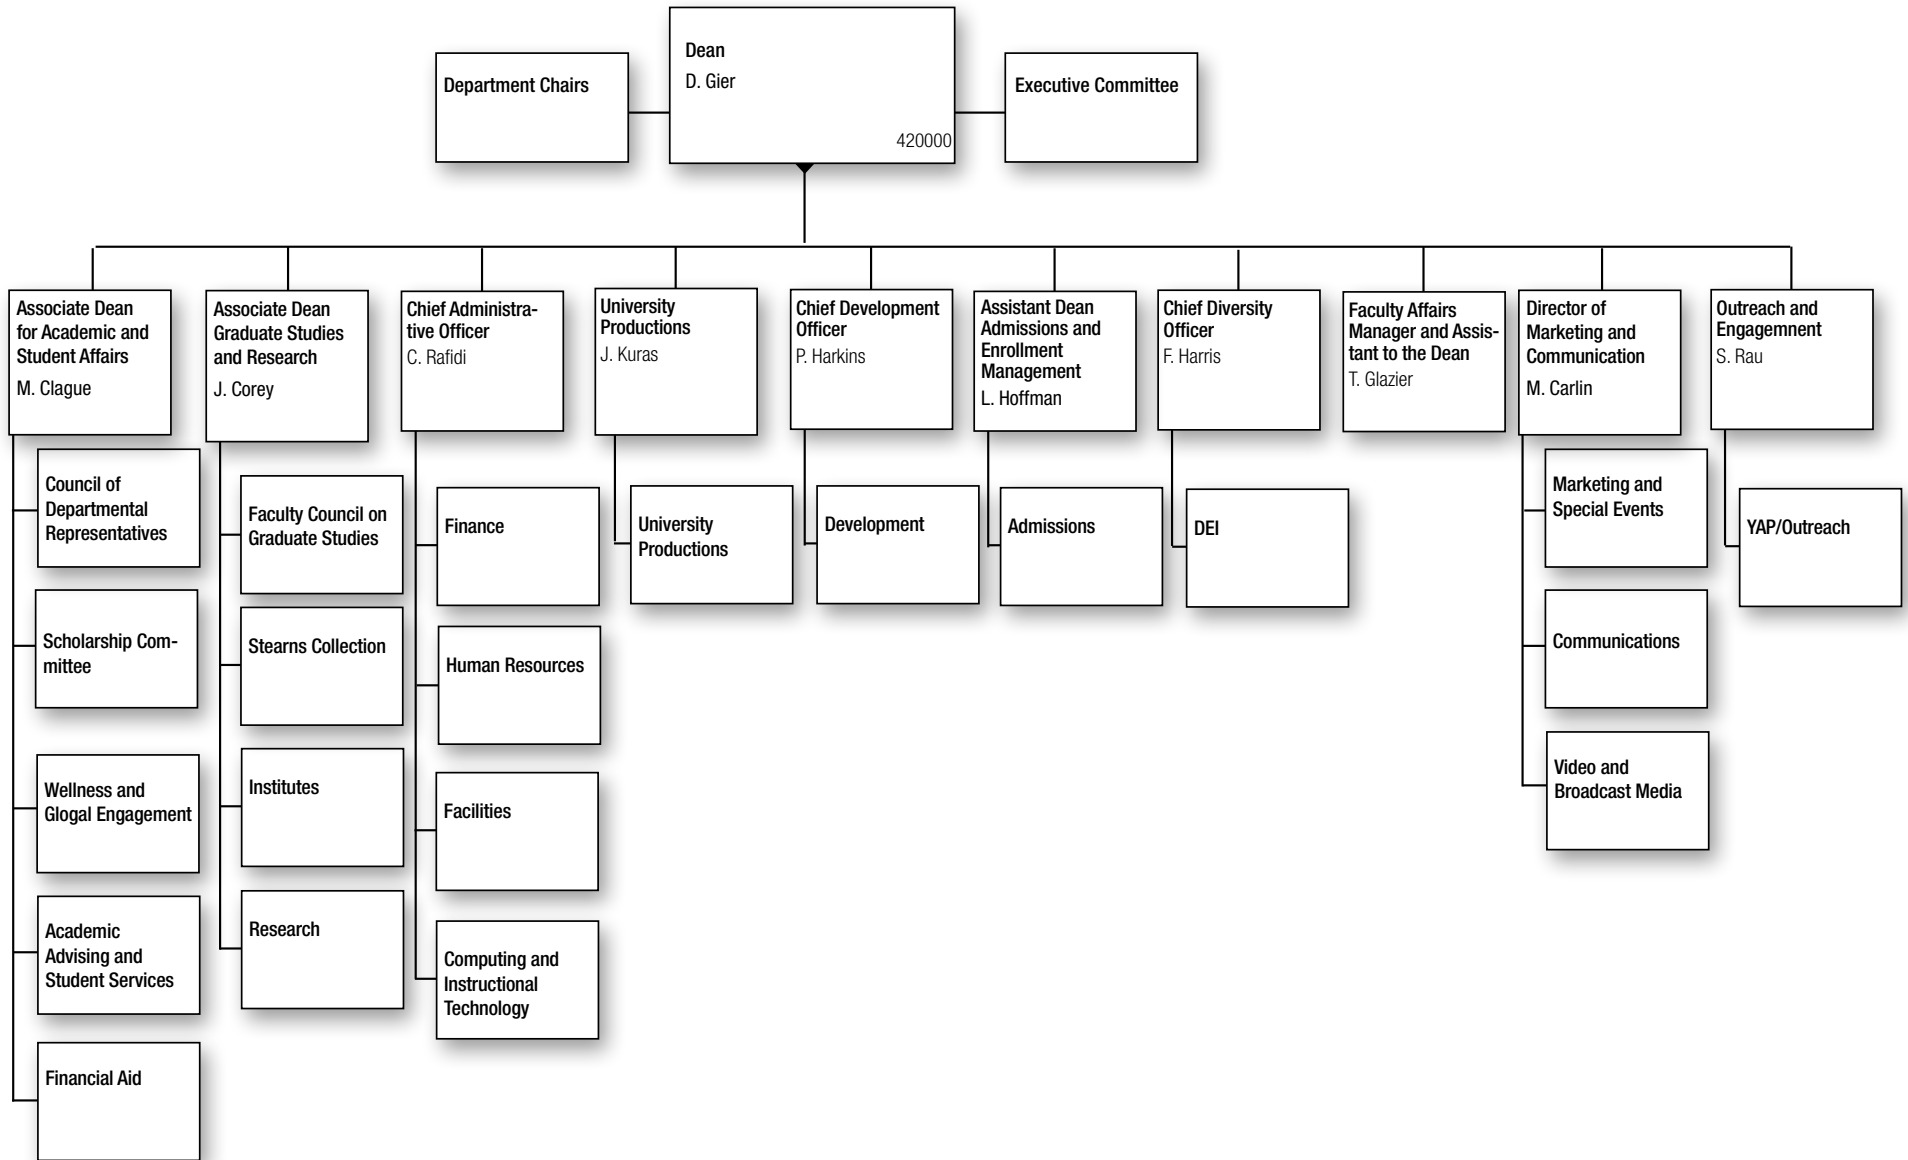 Dean
D. Gier
420000
Department Chairs
Executive Committee
Associate Dean
for Academic and
Student Affairs
M. Clague
Council of
Departmental
Representatives
Scholarship Com-
mittee
Wellness and
Glogal Engagement
Academic
Advising and
Student Services
Financial Aid
Associate Dean
Graduate Studies
and Research
J. Corey
Faculty Council on
Graduate Studies
Stearns Collection
Institutes
Research
Chief Administra-
tive Officer
C. Rafidi
Finance
Human Resources
Facilities
Computing and
Instructional
Technology
University
Productions
J. Kuras
University
Productions
Chief Development
Officer
P. Harkins
Development
Assistant Dean
Admissions and
Enrollment
Management
L. Hoffman
Admissions
Chief Diversity
Officer
F. Harris
DEI
Faculty Affairs
Manager and Assis-
tant to the Dean
T. Glazier
Director of
Marketing and
Communication
M. Carlin
Marketing and
Special Events
Communications
Video and
Broadcast Media
Outreach and
Engagemnent
S. Rau
YAP/Outreach